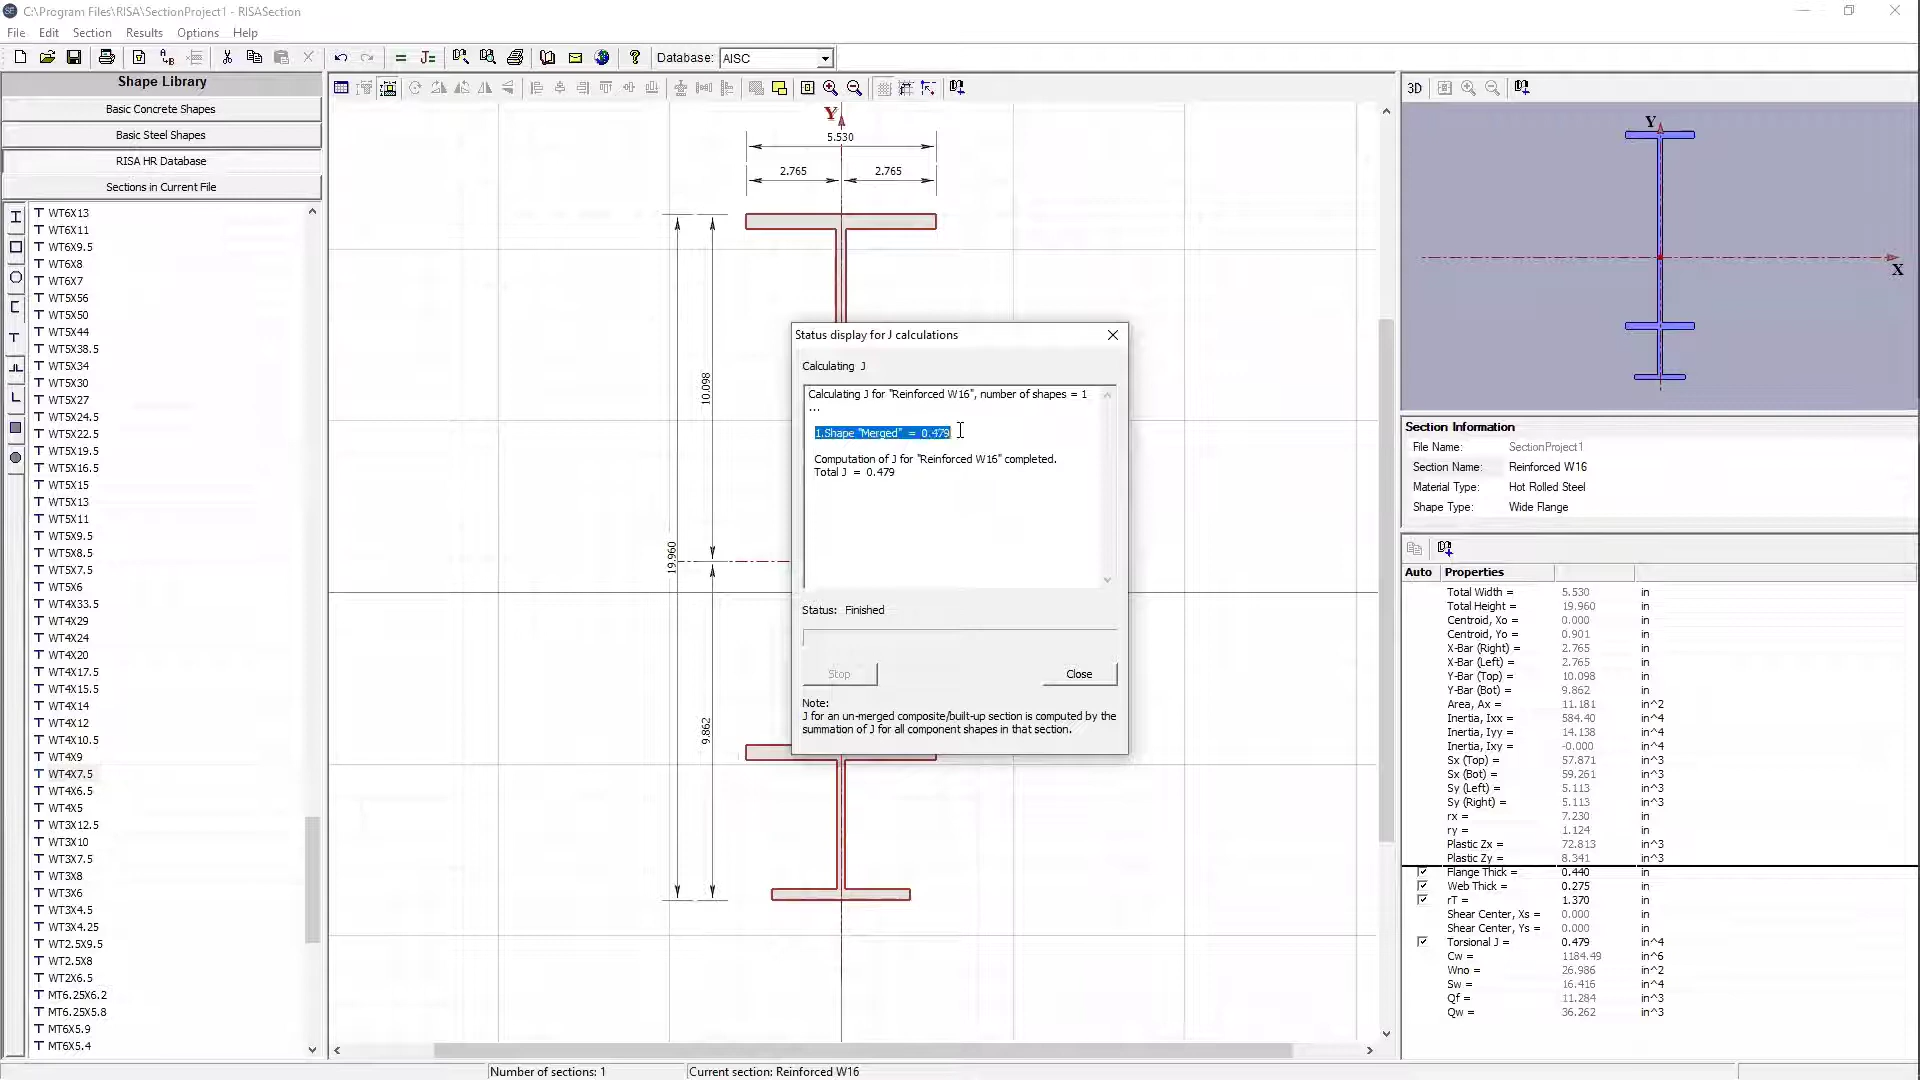 C:\Program Files\RISA\SectionProject1 - RISASection
File Edit Section Results Options Help
Database: AISC
Shape Library
Basic Concrete Shapes
Basic Steel Shapes
RISA HR Database
Sections in Current File
WT6X13
WT6X11
WT6X9.5
WT6X8
WT6X7
WT5X56
WT5X50
WT5X44
WT5X38.5
WT5X34
WT5X30
WT5X27
WT5X24.5
WT5X22.5
WT5X19.5
WT5X16.5
WT5X15
WT5X13
WT5X11
WT5X9.5
WT5X8.5
WT5X7.5
WT5X6
WT4X33.5
WT4X29
WT4X24
WT4X20
WT4X17.5
WT4X15.5
WT4X14
WT4X12
WT4X10.5
WT4X9
WT4X7.5
WT4X6.5
WT4X5
WT3X12.5
WT3X10
WT3X7.5
WT3X8
WT3X6
WT3X4.5
WT3X4.25
WT2.5X9.5
WT2.5X8
WT2X6.5
MT6.25X6.2
MT6.25X5.8
MT6X5.9
MT6X5.4
Y
5.530
2.765 2.765
10.098
19.960
9.862
Status display for J calculations
Calculating J
Calculating J for "Reinforced W16", number of shapes = 1
...
1.Shape "Merged" = 0.479
Computation of J for "Reinforced W16" completed.
Total J = 0.479
Status: Finished
Stop Close
Note:
J for an un-merged composite/built-up section is computed by the
summation of J for all component shapes in that section.
3D
Y
X
Section Information
File Name: SectionProject1
Section Name: Reinforced W16
Material Type: Hot Rolled Steel
Shape Type: Wide Flange
Auto Properties
Total Width = 5.530 in
Total Height = 19.960 in
Centroid, Xo = 0.000 in
Centroid, Yo = 0.901 in
X-Bar (Right) = 2.765 in
X-Bar (Left) = 2.765 in
Y-Bar (Top) = 10.098 in
Y-Bar (Bot) = 9.862 in
Area, Ax = 11.181 in^2
Inertia, Ixx = 584.40 in^4
Inertia, Iyy = 14.138 in^4
Inertia, Ixy = -0.000 in^4
Sx (Top) = 57.871 in^3
Sx (Bot) = 59.261 in^3
Sy (Left) = 5.113 in^3
Sy (Right) = 5.113 in^3
rx = 7.230 in
ry = 1.124 in
Plastic Zx = 72.813 in^3
Plastic Zy = 8.341 in^3
Flange Thick = 0.440 in
Web Thick = 0.275 in
rT = 1.370 in
Shear Center, Xs = 0.000 in
Shear Center, Ys = 0.000 in
Torsional J = 0.479 in^4
Cw = 1184.49 in^6
Wno = 26.986 in^2
Sw = 16.416 in^4
Qf = 11.284 in^3
Qw = 36.262 in^3
Number of sections: 1 Current section: Reinforced W16